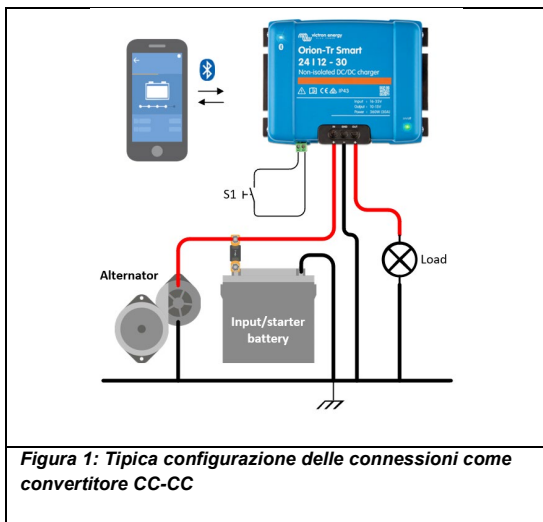 victron energy
Orion-Tr Smart
24 | 12 - 30
Non-isolated DC/DC charger
CE IP43
S1
Alternator
Input/starter
battery
Load
Figura 1: Tipica configurazione delle connessioni come
convertitore CC-CC